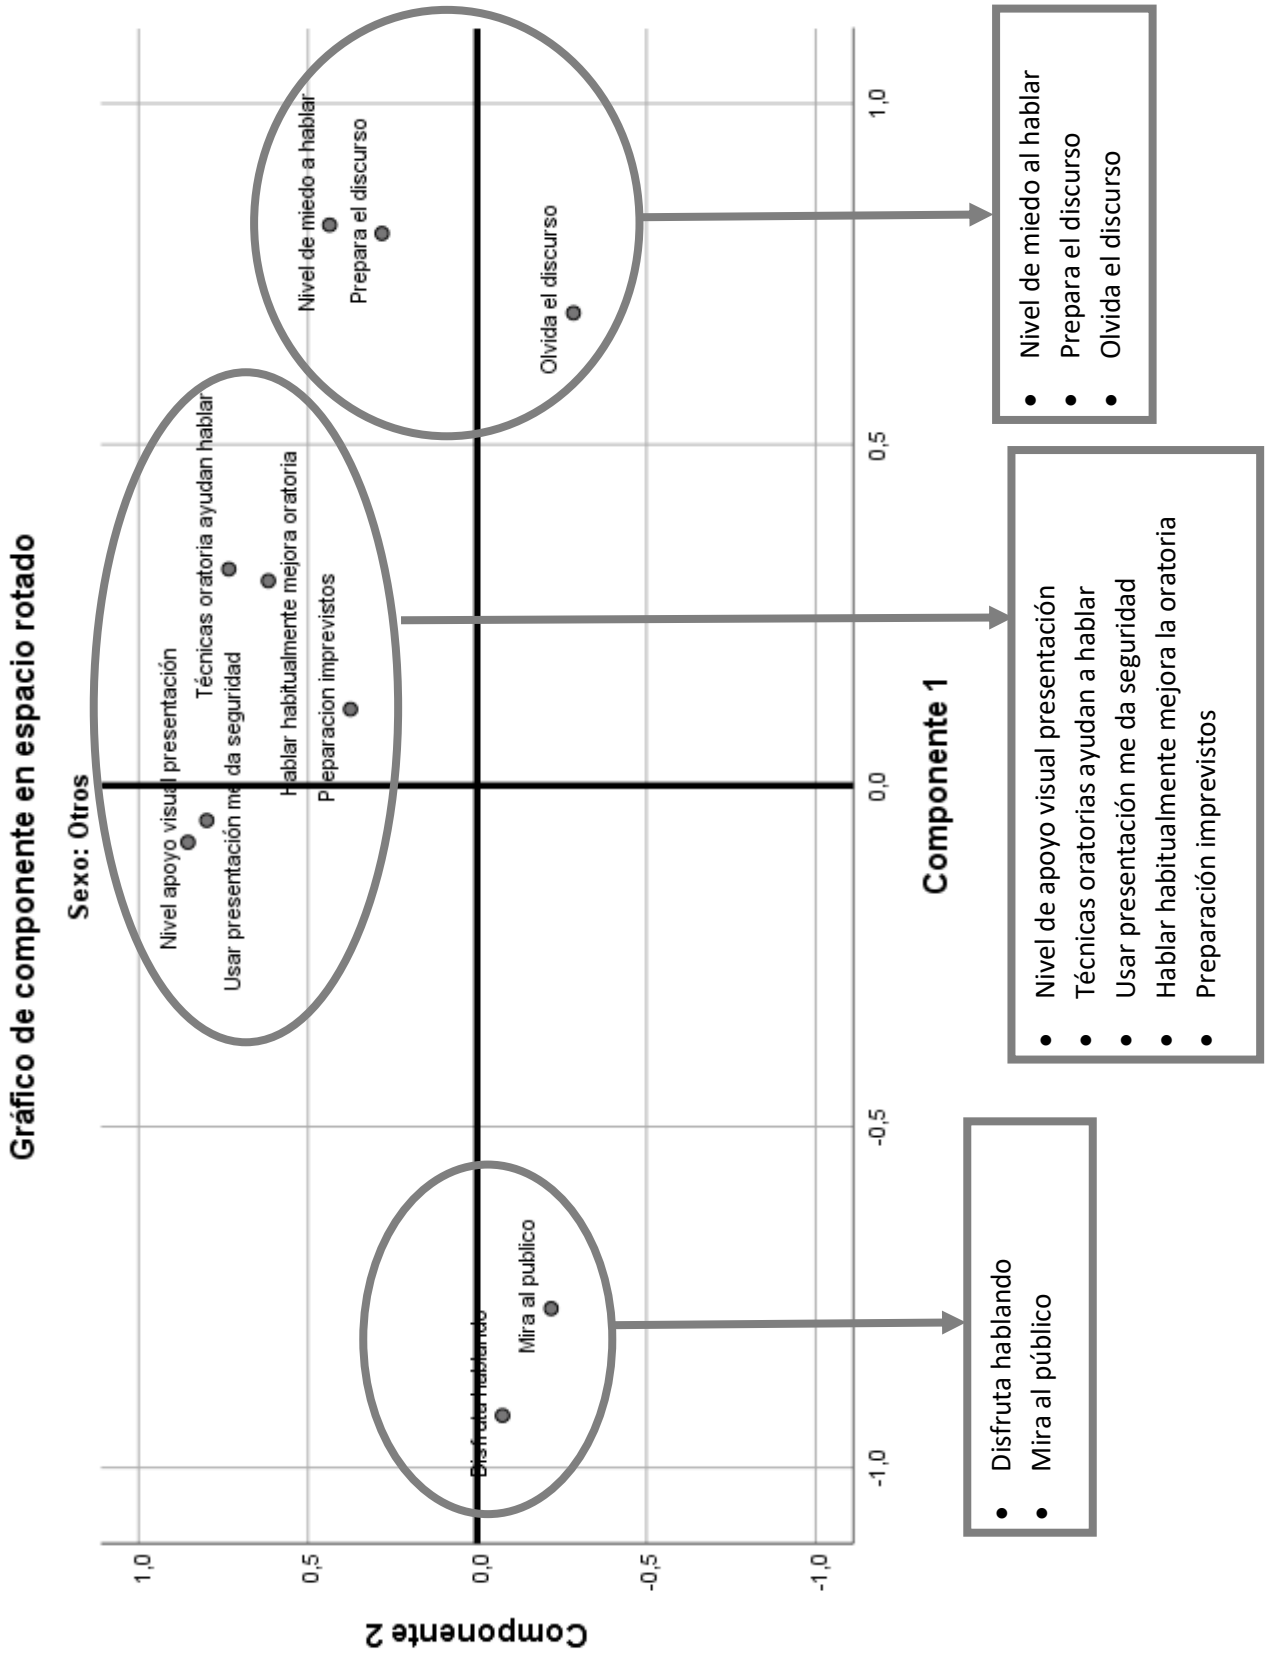 Gráfico de componente en espacio rotado
Sexo: Otros
Componente 2
1,0
0,5
0,0
-0,5
-1,0
Nivel apoyo visual presentación
Usar presentación me da seguridad
Técnicas oratoria ayudan hablar
Hablar habitualmente mejora oratoria
Preparacion imprevistos
Nivel de miedo a hablar
Prepara el discurso
Olvida el discurso
Disfruta hablando
Mira al publico
-1,0
-0,5
0,0
0,5
1,0
Componente 1
• Disfruta hablando
• Mira al público
• Nivel de apoyo visual presentación
• Técnicas oratorias ayudan a hablar
• Usar presentación me da seguridad
• Hablar habitualmente mejora la oratoria
• Preparación imprevistos
• Nivel de miedo al hablar
• Prepara el discurso
• Olvida el discurso